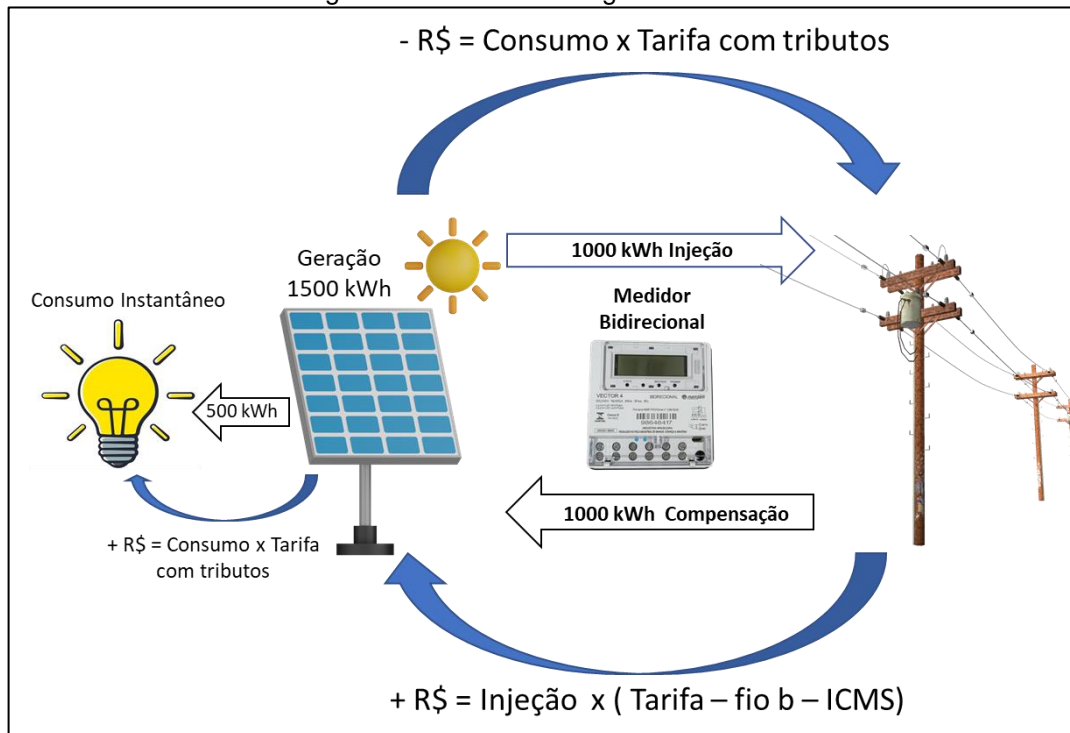 - R$ = Consumo x Tarifa com tributos
1000 kWh Injeção
Geração
1500 kWh
Consumo Instantâneo
Medidor
Bidirecional
500 kWh
VECTOR 4
BIDIRECIONAL
1000 kWh Compensação
+ R$ = Consumo x Tarifa
com tributos
+ R$ = Injeção x ( Tarifa – fio b – ICMS)